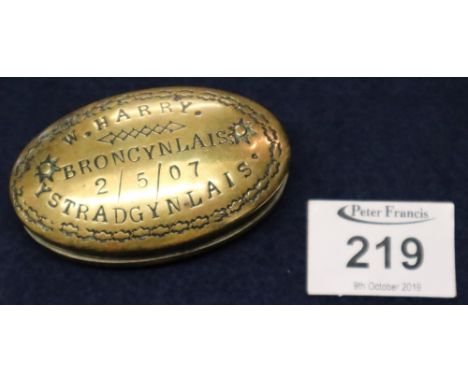 W. HARRY.
BRONCYNLAIS
2/5/07
YSTRADGYNLAIS.
Peter Francis
219
9th October 2019